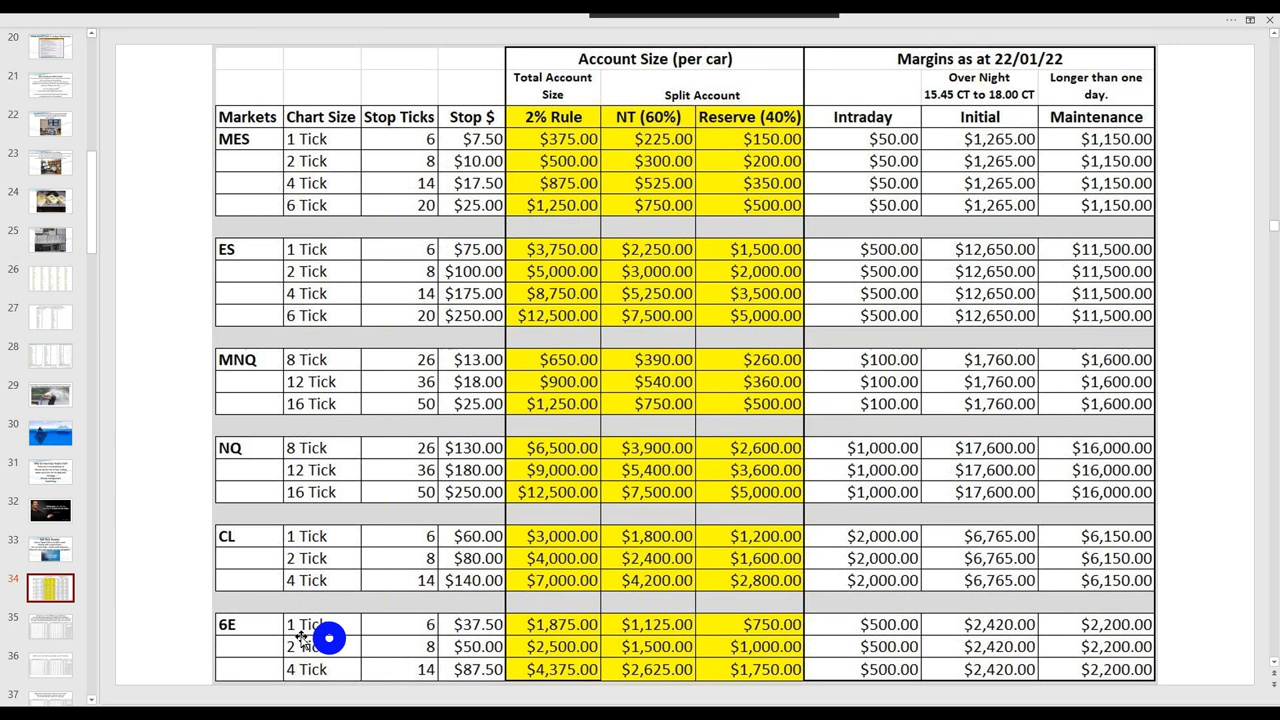 Account Size (per car) Margins as at 22/01/22
Total Account Size Split Account Over Night 15.45 CT to 18.00 CT Longer than one day.
Markets Chart Size Stop Ticks Stop $ 2% Rule NT (60%) Reserve (40%) Intraday Initial Maintenance
MES 1 Tick 6 $7.50 $375.00 $225.00 $150.00 $50.00 $1,265.00 $1,150.00
2 Tick 8 $10.00 $500.00 $300.00 $200.00 $50.00 $1,265.00 $1,150.00
4 Tick 14 $17.50 $875.00 $525.00 $350.00 $50.00 $1,265.00 $1,150.00
6 Tick 20 $25.00 $1,250.00 $750.00 $500.00 $50.00 $1,265.00 $1,150.00
ES 1 Tick 6 $75.00 $3,750.00 $2,250.00 $1,500.00 $500.00 $12,650.00 $11,500.00
2 Tick 8 $100.00 $5,000.00 $3,000.00 $2,000.00 $500.00 $12,650.00 $11,500.00
4 Tick 14 $175.00 $8,750.00 $5,250.00 $3,500.00 $500.00 $12,650.00 $11,500.00
6 Tick 20 $250.00 $12,500.00 $7,500.00 $5,000.00 $500.00 $12,650.00 $11,500.00
MNQ 8 Tick 26 $13.00 $650.00 $390.00 $260.00 $100.00 $1,760.00 $1,600.00
12 Tick 36 $18.00 $900.00 $540.00 $360.00 $100.00 $1,760.00 $1,600.00
16 Tick 50 $25.00 $1,250.00 $750.00 $500.00 $100.00 $1,760.00 $1,600.00
NQ 8 Tick 26 $130.00 $6,500.00 $3,900.00 $2,600.00 $1,000.00 $17,600.00 $16,000.00
12 Tick 36 $180.00 $9,000.00 $5,400.00 $3,600.00 $1,000.00 $17,600.00 $16,000.00
16 Tick 50 $250.00 $12,500.00 $7,500.00 $5,000.00 $1,000.00 $17,600.00 $16,000.00
CL 1 Tick 6 $60.00 $3,000.00 $1,800.00 $1,200.00 $2,000.00 $6,765.00 $6,150.00
2 Tick 8 $80.00 $4,000.00 $2,400.00 $1,600.00 $2,000.00 $6,765.00 $6,150.00
4 Tick 14 $140.00 $7,000.00 $4,200.00 $2,800.00 $2,000.00 $6,765.00 $6,150.00
6E 1 Tick 6 $37.50 $1,875.00 $1,125.00 $750.00 $500.00 $2,420.00 $2,200.00
2 8 $50.00 $2,500.00 $1,500.00 $1,000.00 $500.00 $2,420.00 $2,200.00
4 Tick 14 $87.50 $4,375.00 $2,625.00 $1,750.00 $500.00 $2,420.00 $2,200.00
20
21
22
23
24
25
26
27
28
29
30
31
32
33
34
35
36
37